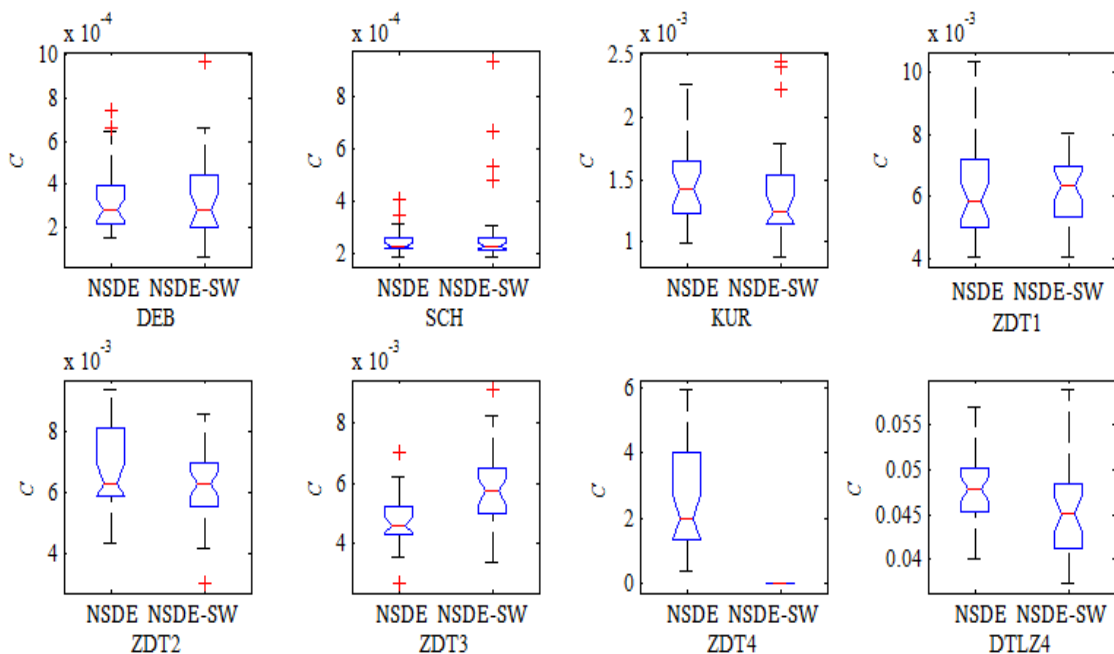 x 10-4
10
8
6
4
2
C
NSDE NSDE-SW
DEB
x 10-4
8
6
4
2
C
NSDE NSDE-SW
SCH
x 10-3
2.5
2
1.5
1
C
NSDE NSDE-SW
KUR
x 10-3
10
8
6
4
C
NSDE NSDE-SW
ZDT1
x 10-3
8
6
4
C
NSDE NSDE-SW
ZDT2
x 10-3
8
6
4
C
NSDE NSDE-SW
ZDT3
6
4
2
0
C
NSDE NSDE-SW
ZDT4
0.055
0.05
0.045
0.04
C
NSDE NSDE-SW
DTLZ4